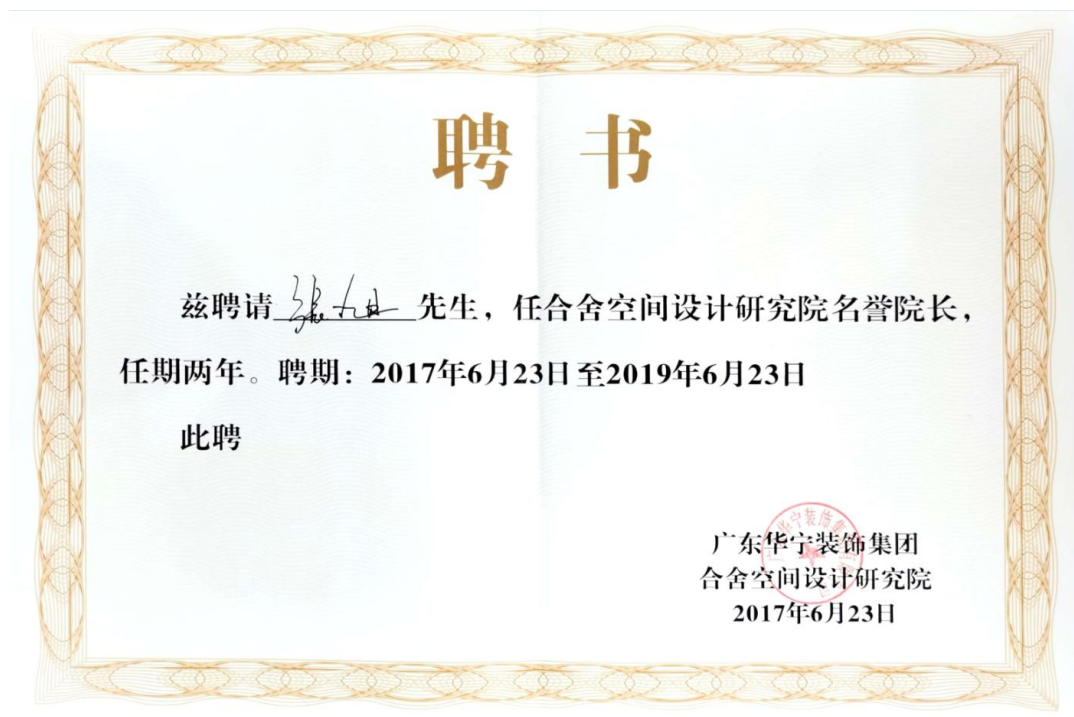 聘书
兹聘请 张 先生，任合舍空间设计研究院名誉院长，
任期两年。聘期：2017年6月23日至2019年6月23日
此聘
广东华宁装饰集团
合舍空间设计研究院
2017年6月23日